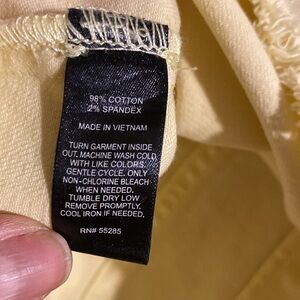 98% COTTON
2% SPANDEX
MADE IN VIETNAM
TURN GARMENT INSIDE
OUT. MACHINE WASH COLD
WITH LIKE COLORS.
GENTLE CYCLE. ONLY
NON-CHLORINE BLEACH
WHEN NEEDED.
TUMBLE DRY LOW
REMOVE PROMPTLY.
COOL IRON IF NEEDED.
RN# 55285